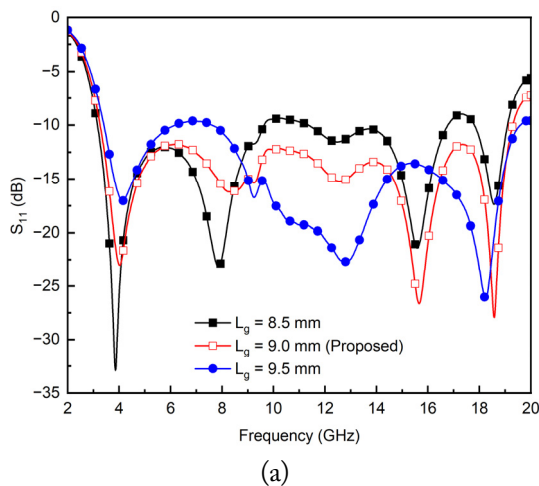 0
−5
−10
−15
−20
−25
−30
−35
S11 (dB)
Lg = 8.5 mm
Lg = 9.0 mm (Proposed)
Lg = 9.5 mm
2 4 6 8 10 12 14 16 18 20
Frequency (GHz)
(a)